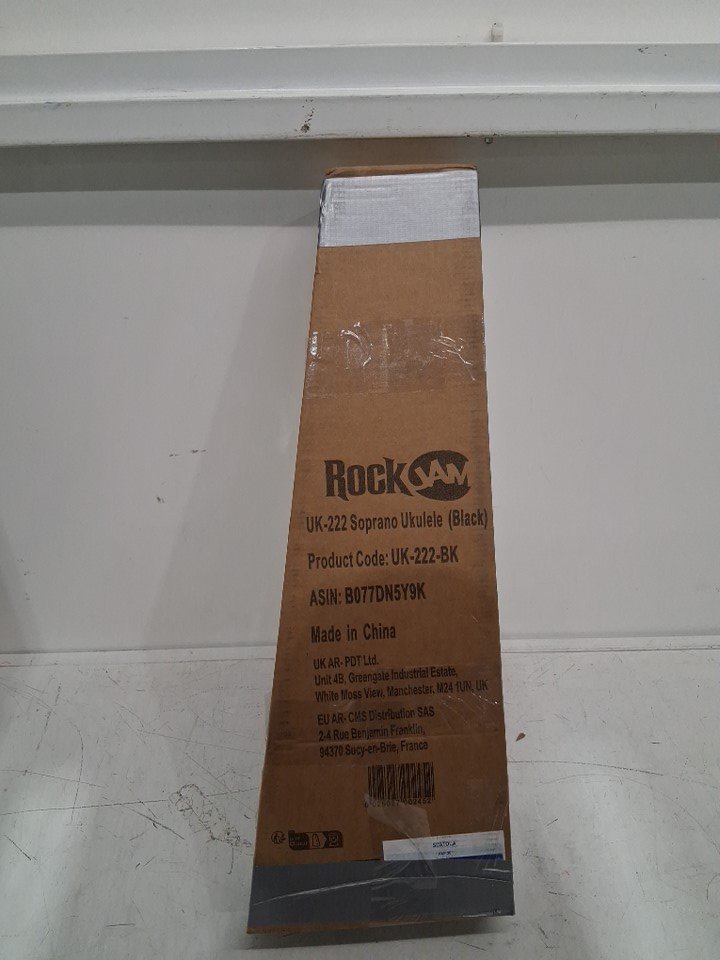 RockJAM
UK-222 Soprano Ukulele (Black)
Product Code: UK-222-BK
ASIN: B077DN5Y9K
Made in China
UK AR- PDT Ltd.
Unit 4B, Greengate Industrial Estate,
White Moss View, Manchester, M24 1UN, UK
EU AR- CMS Distribution SAS
2-4 Rue Benjamin Franklin,
94370 Sucy-en-Brie, France
SCATOLA